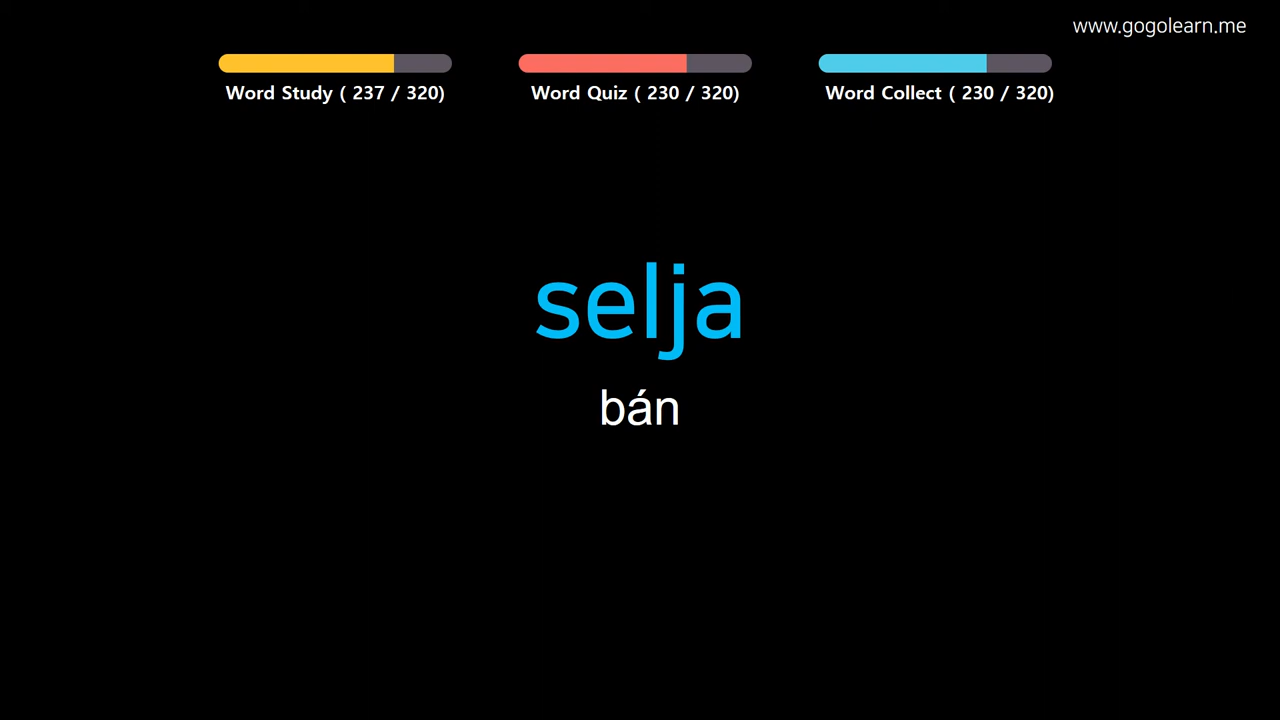 www.gogolearn.me
Word Study ( 237 / 320)
Word Quiz ( 230 / 320)
Word Collect ( 230 / 320)
selja
bán